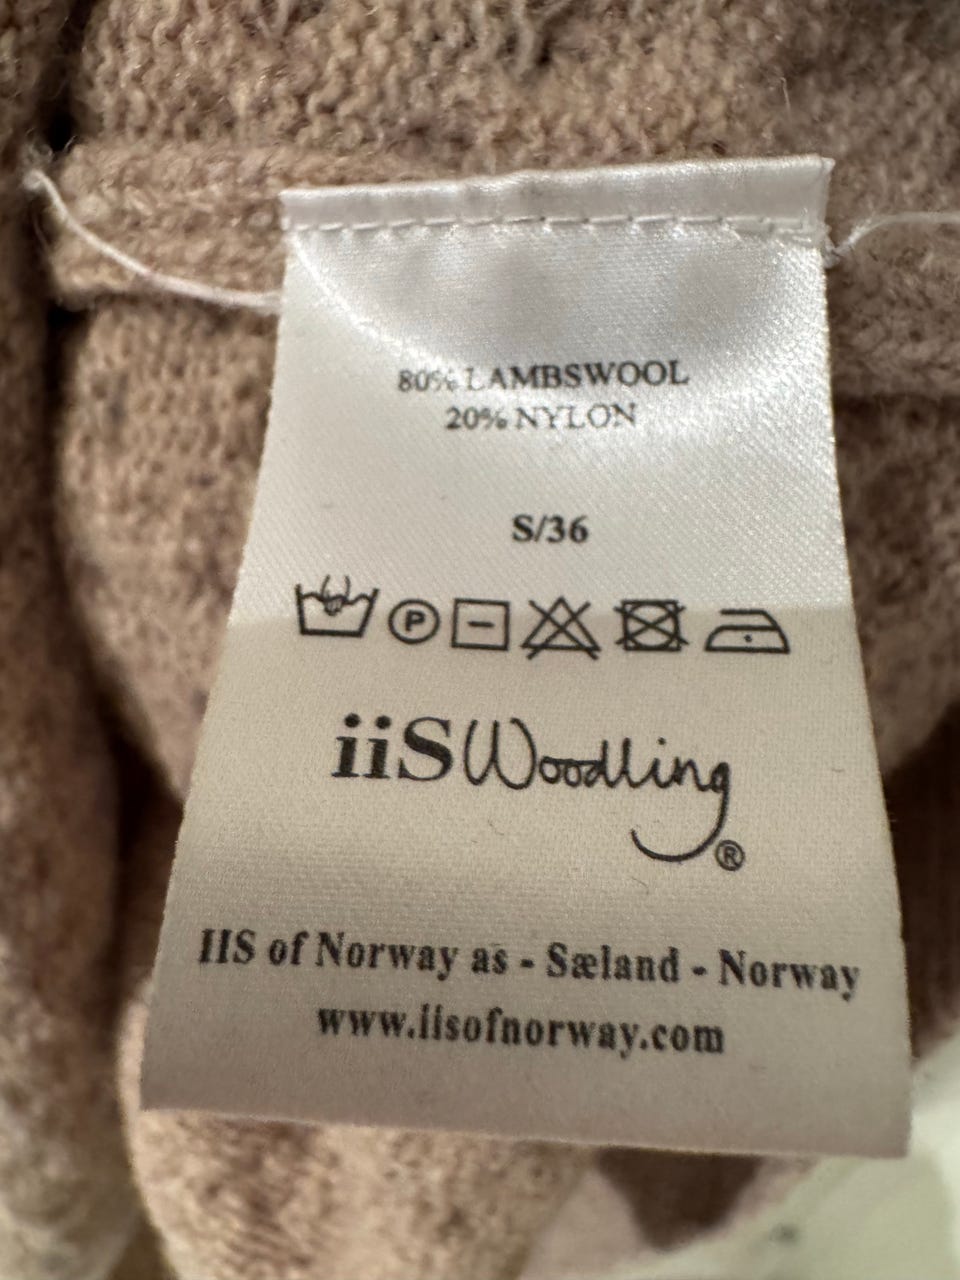 80% LAMBSWOOL
20% NYLON
S/36
P
iiS Woodling®
IIS of Norway as - Sæland - Norway
www.iisofnorway.com